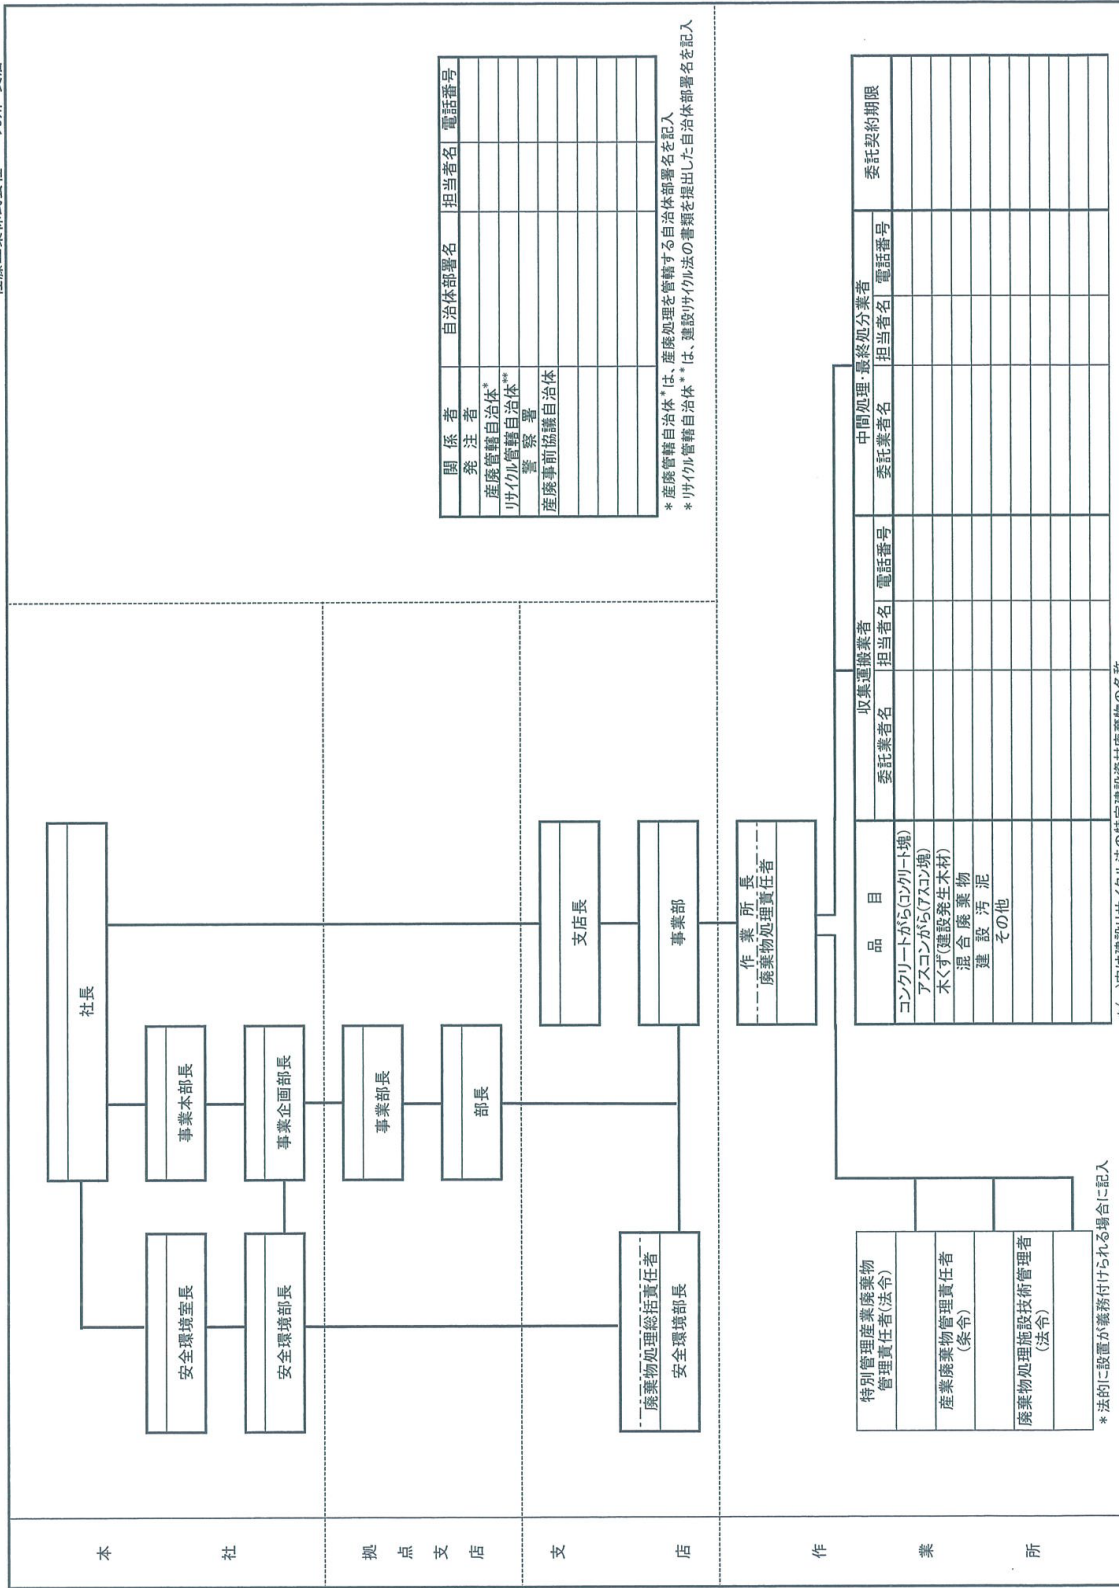 本社
社長
安全環境室長
事業本部長
安全環境部長
事業企画部長
拠点支店
事業部長
部長
支店
支店長
廃棄物処理総括責任者
安全環境部長
事業部
関係者 自治体部署名 担当者名 電話番号
発注者
産廃管轄自治体*
リサイクル管轄自治体**
警察署
産廃事前協議自治体
*産廃管轄自治体*は、産廃処理を管轄する自治体部署名を記入
*リサイクル管轄自治体**は、建設リサイクル法の書類を提出した自治体部署名を記入
作業所
作業所長
廃棄物処理責任者
特別管理産業廃棄物
管理責任者(法令)
産業廃棄物管理責任者
(条令)
廃棄物処理施設技術管理者
(法令)
*法的に設置が義務付けられる場合に記入
品目 収集運搬業者 中間処理・最終処分業者 委託契約期限
委託業者名 担当者名 電話番号 委託業者名 担当者名 電話番号
コンクリートがら(コンクリート塊)
アスコンがら(アスコン塊)
木くず(建設発生木材)
混合廃棄物
建設汚泥
その他